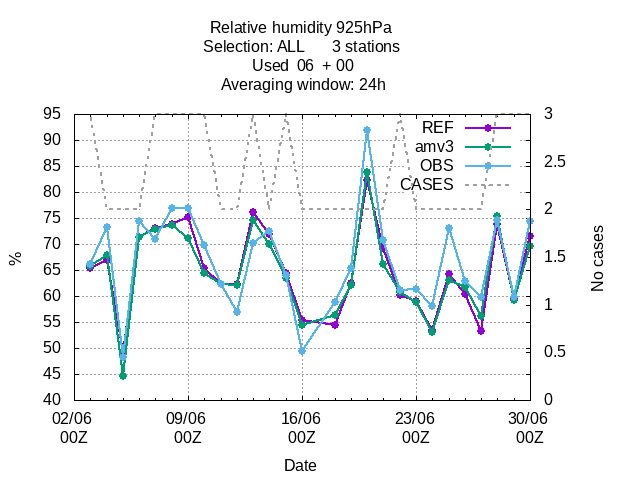 Relative humidity 925hPa
Selection: ALL 3 stations
Used 06 + 00
Averaging window: 24h
95
90
85
80
75
70
65
60
55
50
45
40
%
3
2.5
2
1.5
1
0.5
0
No cases
REF
amv3
OBS
CASES
02/06 09/06 16/06 23/06 30/06
00Z 00Z 00Z 00Z 00Z
Date